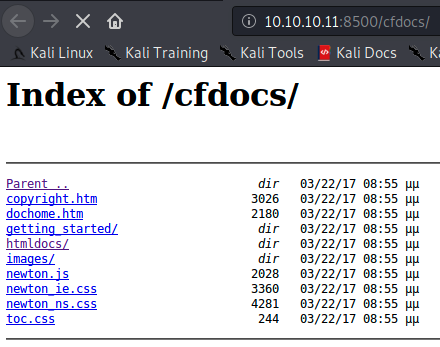 10.10.10.11:8500/cfdocs/
Kali Linux Kali Training Kali Tools Kali Docs
Index of /cfdocs/
Parent .. dir 03/22/17 08:55 μμ
copyright.htm 3026 03/22/17 08:55 μμ
dochome.htm 2180 03/22/17 08:55 μμ
getting_started/ dir 03/22/17 08:55 μμ
htmldocs/ dir 03/22/17 08:55 μμ
images/ dir 03/22/17 08:55 μμ
newton.js 2028 03/22/17 08:55 μμ
newton_ie.css 3360 03/22/17 08:55 μμ
newton_ns.css 4281 03/22/17 08:55 μμ
toc.css 244 03/22/17 08:55 μμ